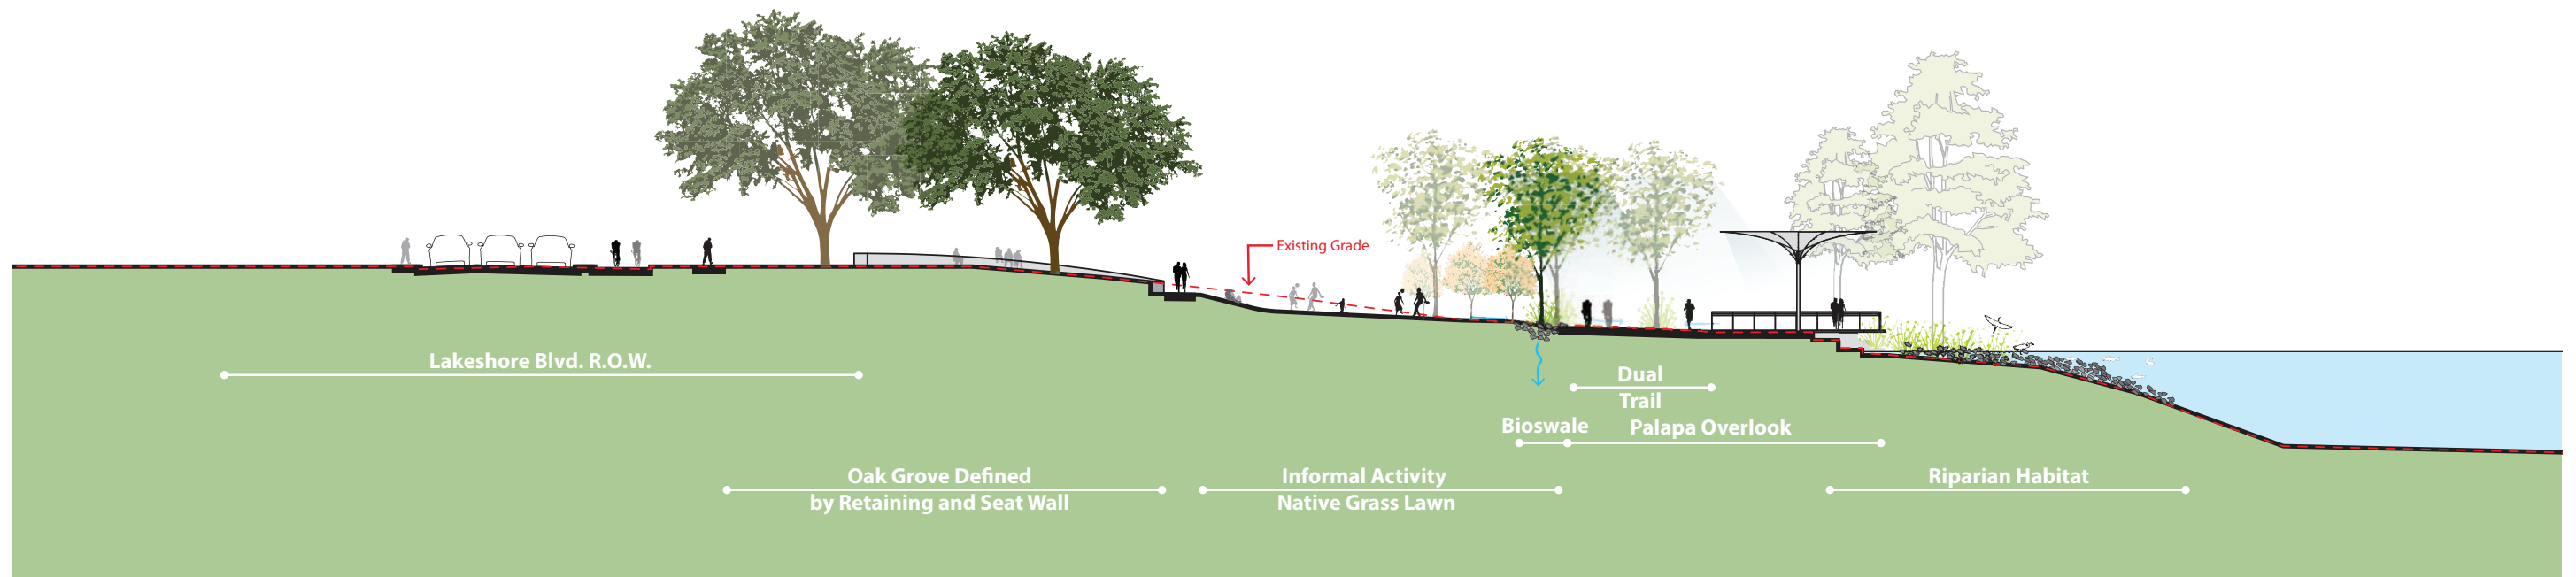 Existing Grade
Lakeshore Blvd. R.O.W.
Dual
Trail
Bioswale
Palapa Overlook
Oak Grove Defined
by Retaining and Seat Wall
Informal Activity
Native Grass Lawn
Riparian Habitat